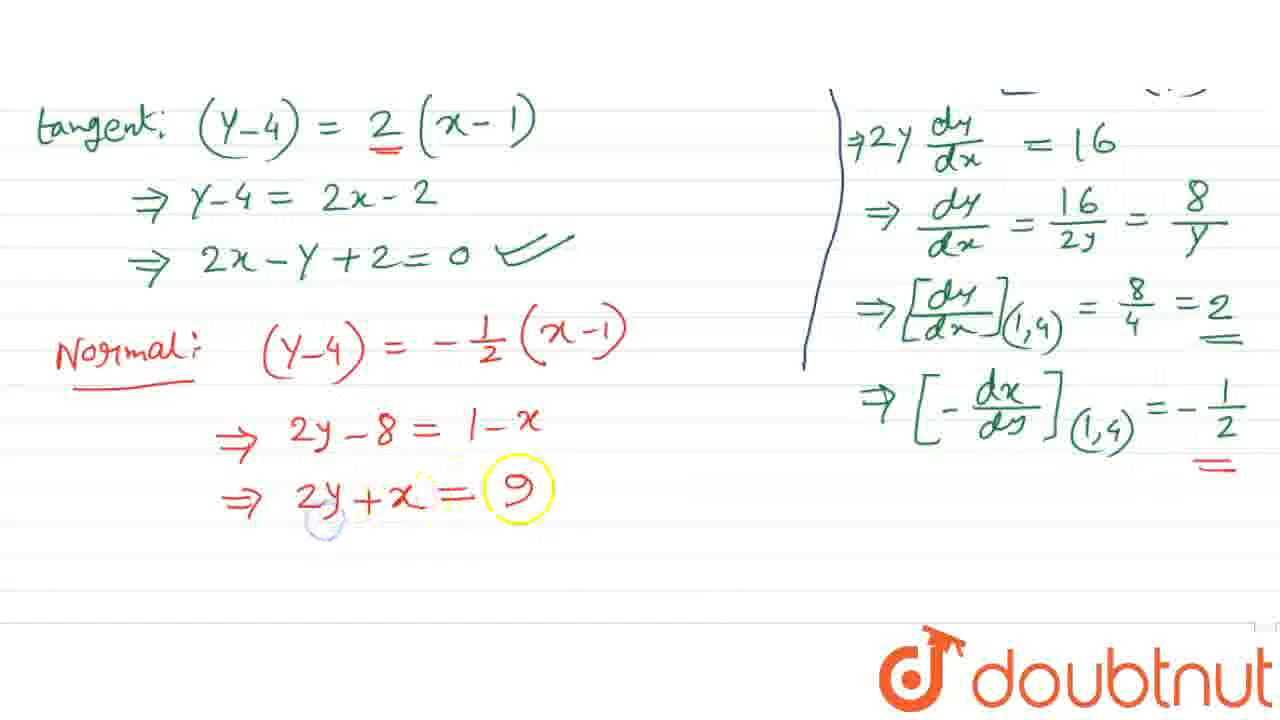 tangent: (y-4) = 2 (x-1)
⇒ y-4 = 2x-2
⇒ 2x-y+2=0 ✓
Normal: (y-4) = -1/2 (x-1)
⇒ 2y-8 = 1-x
⇒ 2y+x = 9
⇒ 2y dy/dx = 16
⇒ dy/dx = 16/2y = 8/y
⇒ [dy/dx](1,4) = 8/4 = 2
⇒ [-dx/dy](1,4) = -1/2
doubtnut